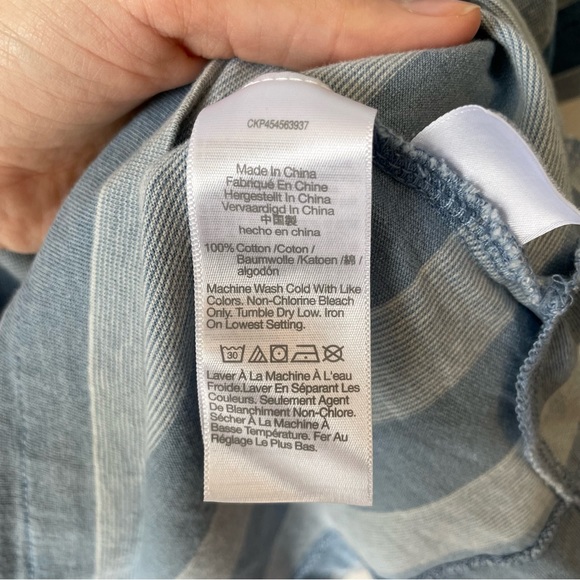 CKP454563937
Made In China
Fabriqué En Chine
Hergestellt In China
Vervaardigd In China
中国製
hecho en china
100% Cotton /Coton /
Baumwolle /Katoen /綿 /
algodón
Machine Wash Cold With Like
Colors. Non-Chlorine Bleach
Only. Tumble Dry Low. Iron
On Lowest Setting.
30
Laver À La Machine À L'eau
Froide.Laver En Séparant Les
Couleurs. Seulement Agent
De Blanchiment Non-Chlore.
Sécher À La Machine À
Basse Température. Fer Au
Réglage Le Plus Bas.